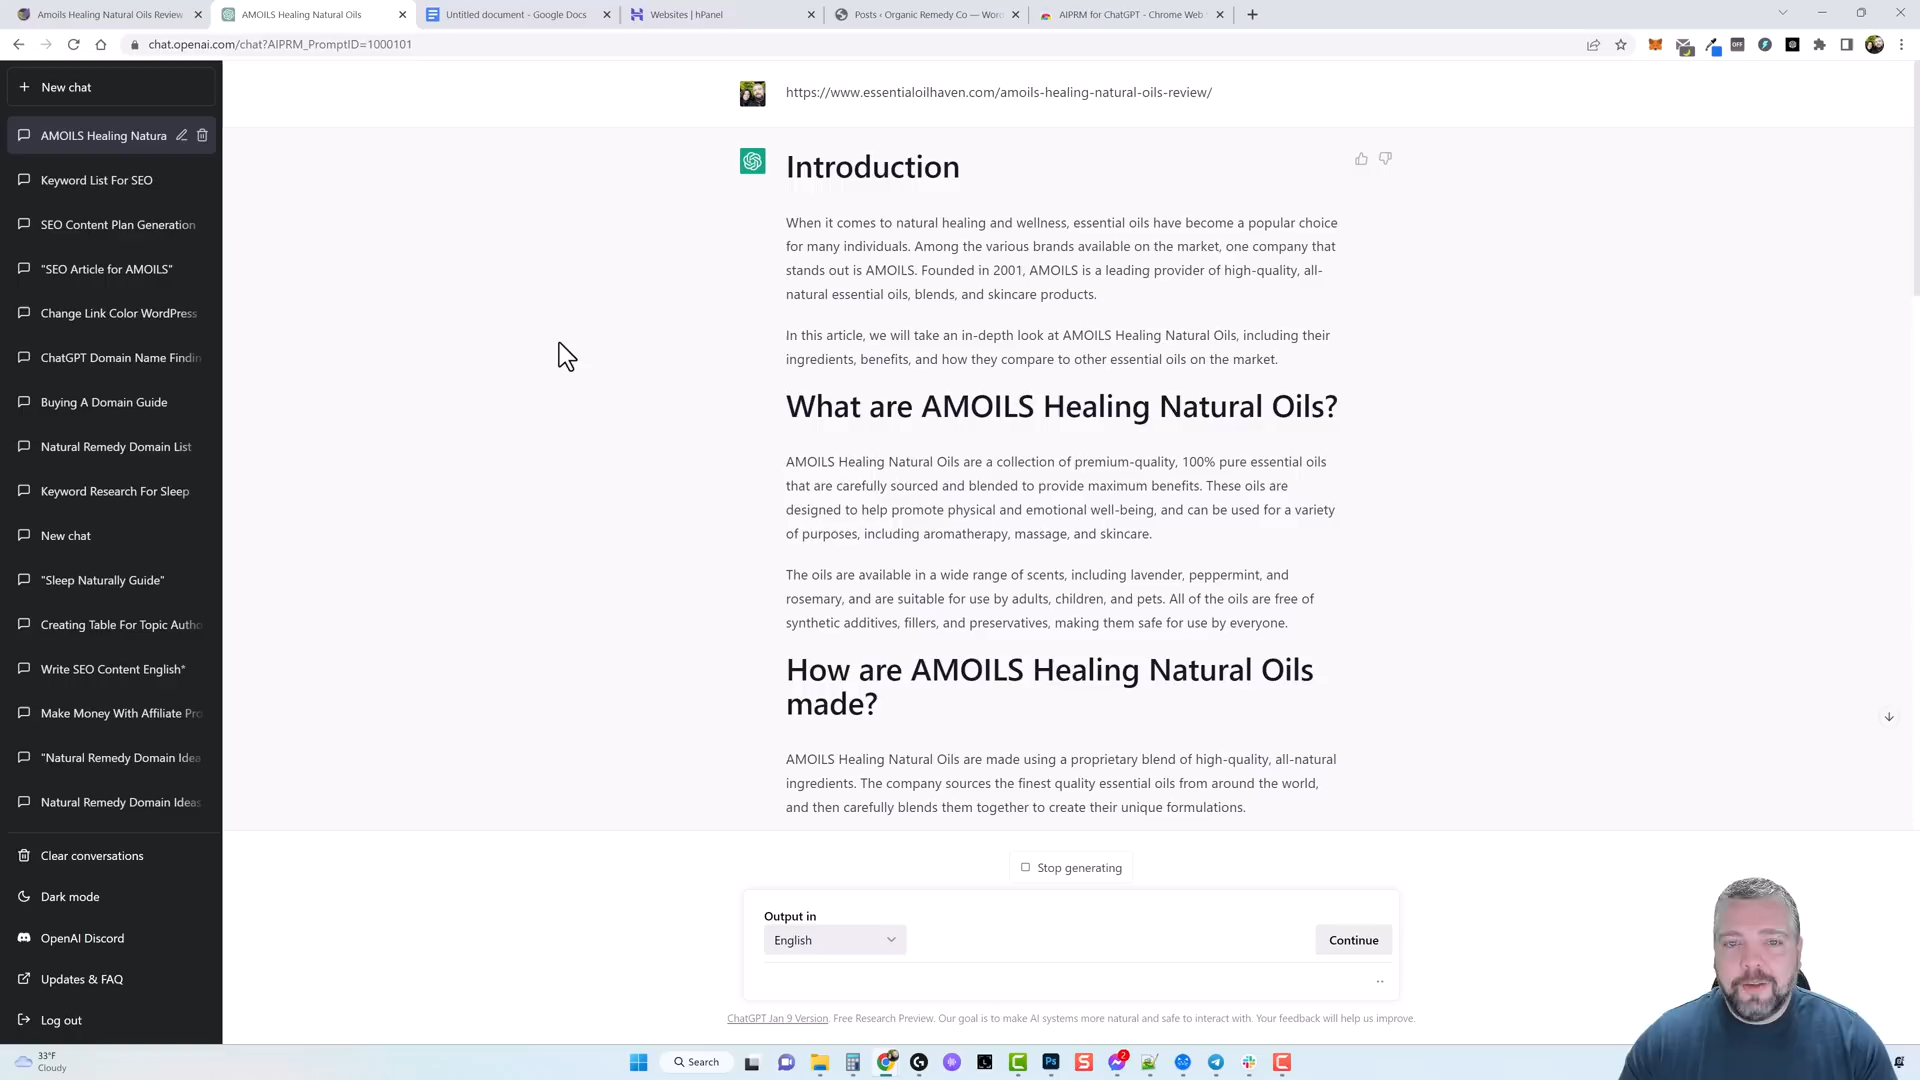 Amoils Healing Natural Oils Review
AMOILS Healing Natural Oils
Untitled document - Google Docs
Websites | hPanel
Posts ‹ Organic Remedy Co — Wor
AIPRM for ChatGPT - Chrome Web
chat.openai.com/chat?AIPRM_PromptID=1000101
OFF
New chat
AMOILS Healing Natura
Keyword List For SEO
SEO Content Plan Generation
"SEO Article for AMOILS"
Change Link Color WordPress
ChatGPT Domain Name Findin
Buying A Domain Guide
Natural Remedy Domain List
Keyword Research For Sleep
New chat
"Sleep Naturally Guide"
Creating Table For Topic Autho
Write SEO Content English*
Make Money With Affiliate Pro
"Natural Remedy Domain Idea
Natural Remedy Domain Ideas
Clear conversations
Dark mode
OpenAI Discord
Updates & FAQ
Log out
https://www.essentialoilhaven.com/amoils-healing-natural-oils-review/
Introduction
When it comes to natural healing and wellness, essential oils have become a popular choice
for many individuals. Among the various brands available on the market, one company that
stands out is AMOILS. Founded in 2001, AMOILS is a leading provider of high-quality, all-
natural essential oils, blends, and skincare products.
In this article, we will take an in-depth look at AMOILS Healing Natural Oils, including their
ingredients, benefits, and how they compare to other essential oils on the market.
What are AMOILS Healing Natural Oils?
AMOILS Healing Natural Oils are a collection of premium-quality, 100% pure essential oils
that are carefully sourced and blended to provide maximum benefits. These oils are
designed to help promote physical and emotional well-being, and can be used for a variety
of purposes, including aromatherapy, massage, and skincare.
The oils are available in a wide range of scents, including lavender, peppermint, and
rosemary, and are suitable for use by adults, children, and pets. All of the oils are free of
synthetic additives, fillers, and preservatives, making them safe for use by everyone.
How are AMOILS Healing Natural Oils
made?
AMOILS Healing Natural Oils are made using a proprietary blend of high-quality, all-natural
ingredients. The company sources the finest quality essential oils from around the world,
and then carefully blends them together to create their unique formulations.
Stop generating
Output in
English
Continue
ChatGPT Jan 9 Version. Free Research Preview. Our goal is to make AI systems more natural and safe to interact with. Your feedback will help us improve.
33°F
Cloudy
Search
Ps
2